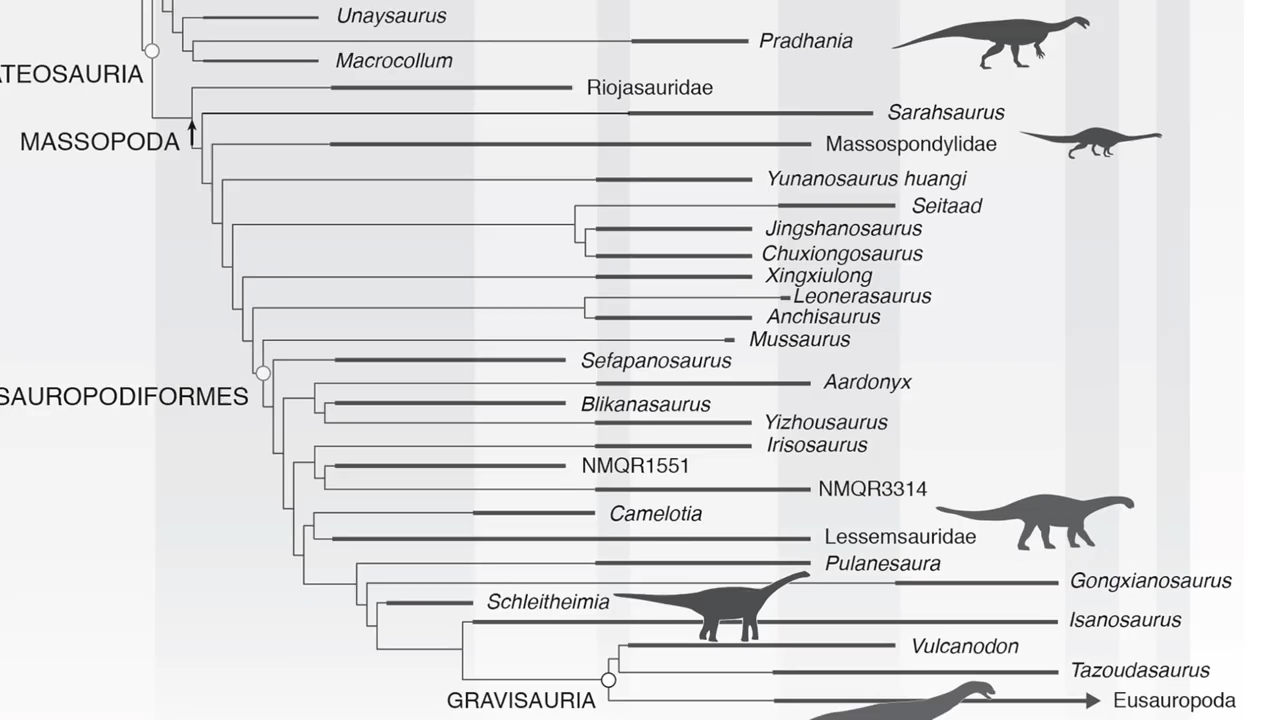 Unaysaurus
Pradhania
Macrocollum
ATEOSAURIA
Riojasauridae
Sarahsaurus
MASSOPODA
Massospondylidae
Yunanosaurus huangi
Seitaad
Jingshanosaurus
Chuxiongosaurus
Xingxiulong
Leonerasaurus
Anchisaurus
Mussaurus
Sefapanosaurus
Aardonyx
SAUROPODIFORMES
Blikanasaurus
Yizhousaurus
Irisosaurus
NMQR1551
NMQR3314
Camelotia
Lessemsauridae
Pulanesaura
Gongxianosaurus
Schleitheimia
Isanosaurus
Vulcanodon
Tazoudasaurus
GRAVISAURIA
Eusauropoda